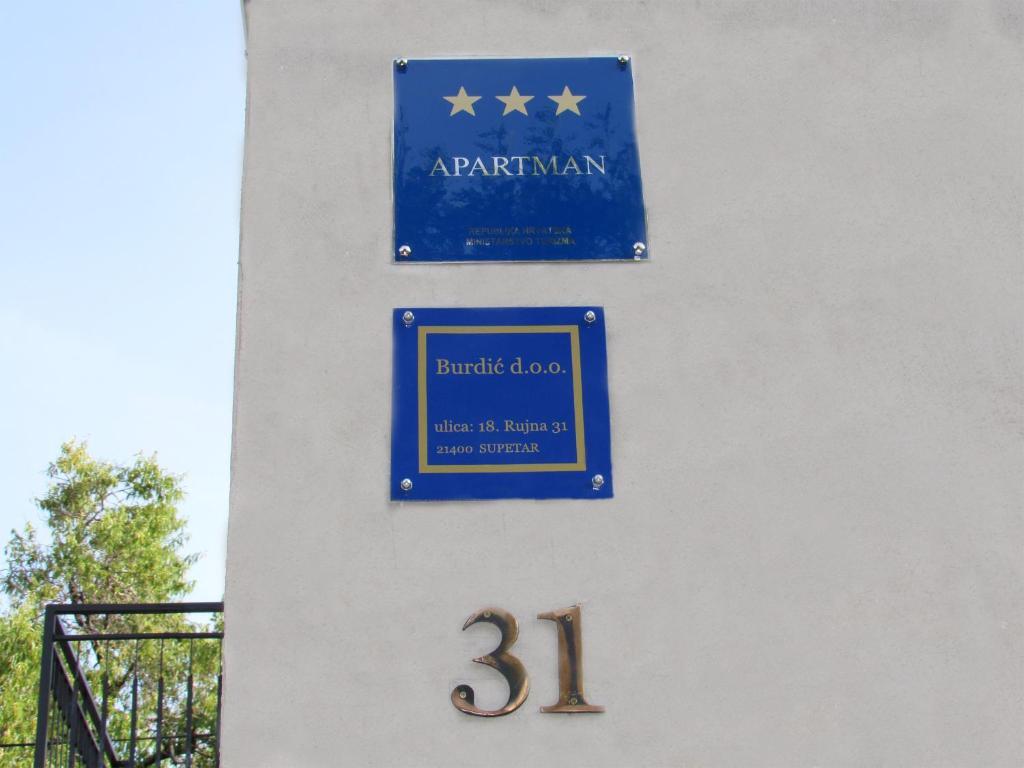 APARTMAN
REPUBLIKA HRVATSKA
MINISTARSTVO TURIZMA
Burdić d.o.o.
ulica: 18. Rujna 31
21400 SUPETAR
31